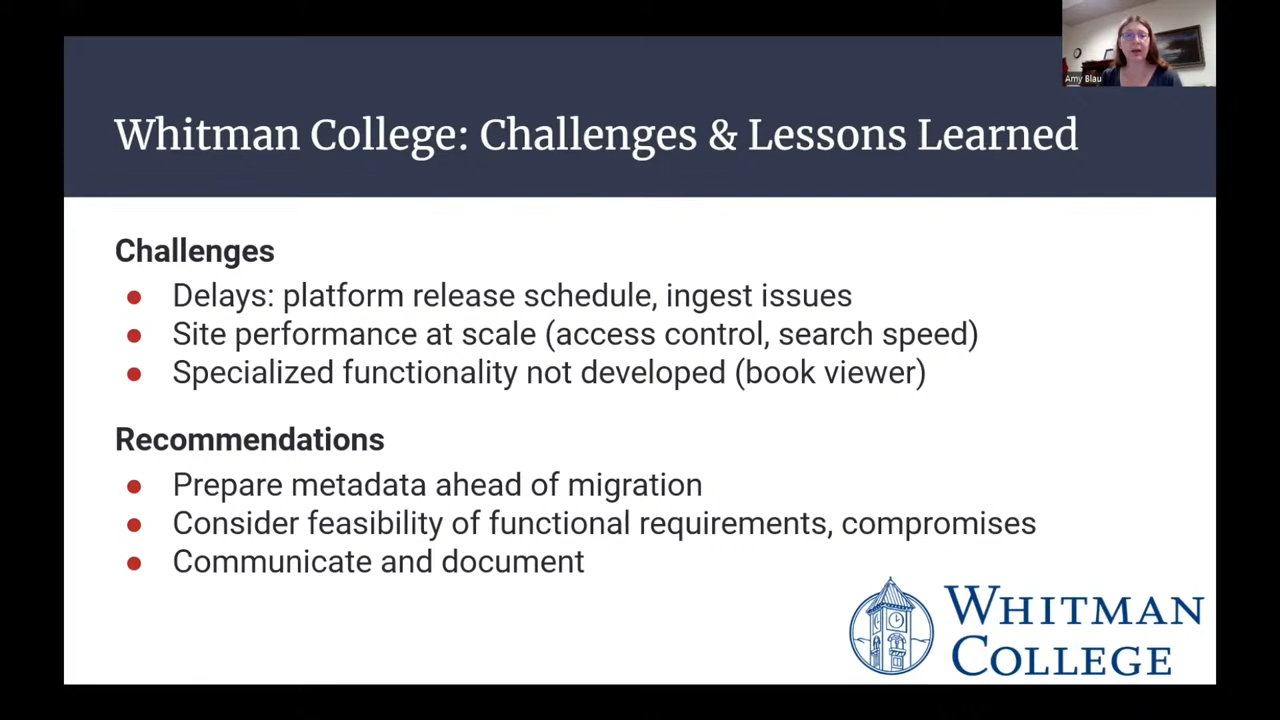 Amy Blau
Whitman College: Challenges & Lessons Learned
Challenges
● Delays: platform release schedule, ingest issues
● Site performance at scale (access control, search speed)
● Specialized functionality not developed (book viewer)
Recommendations
● Prepare metadata ahead of migration
● Consider feasibility of functional requirements, compromises
● Communicate and document
WHITMAN
COLLEGE